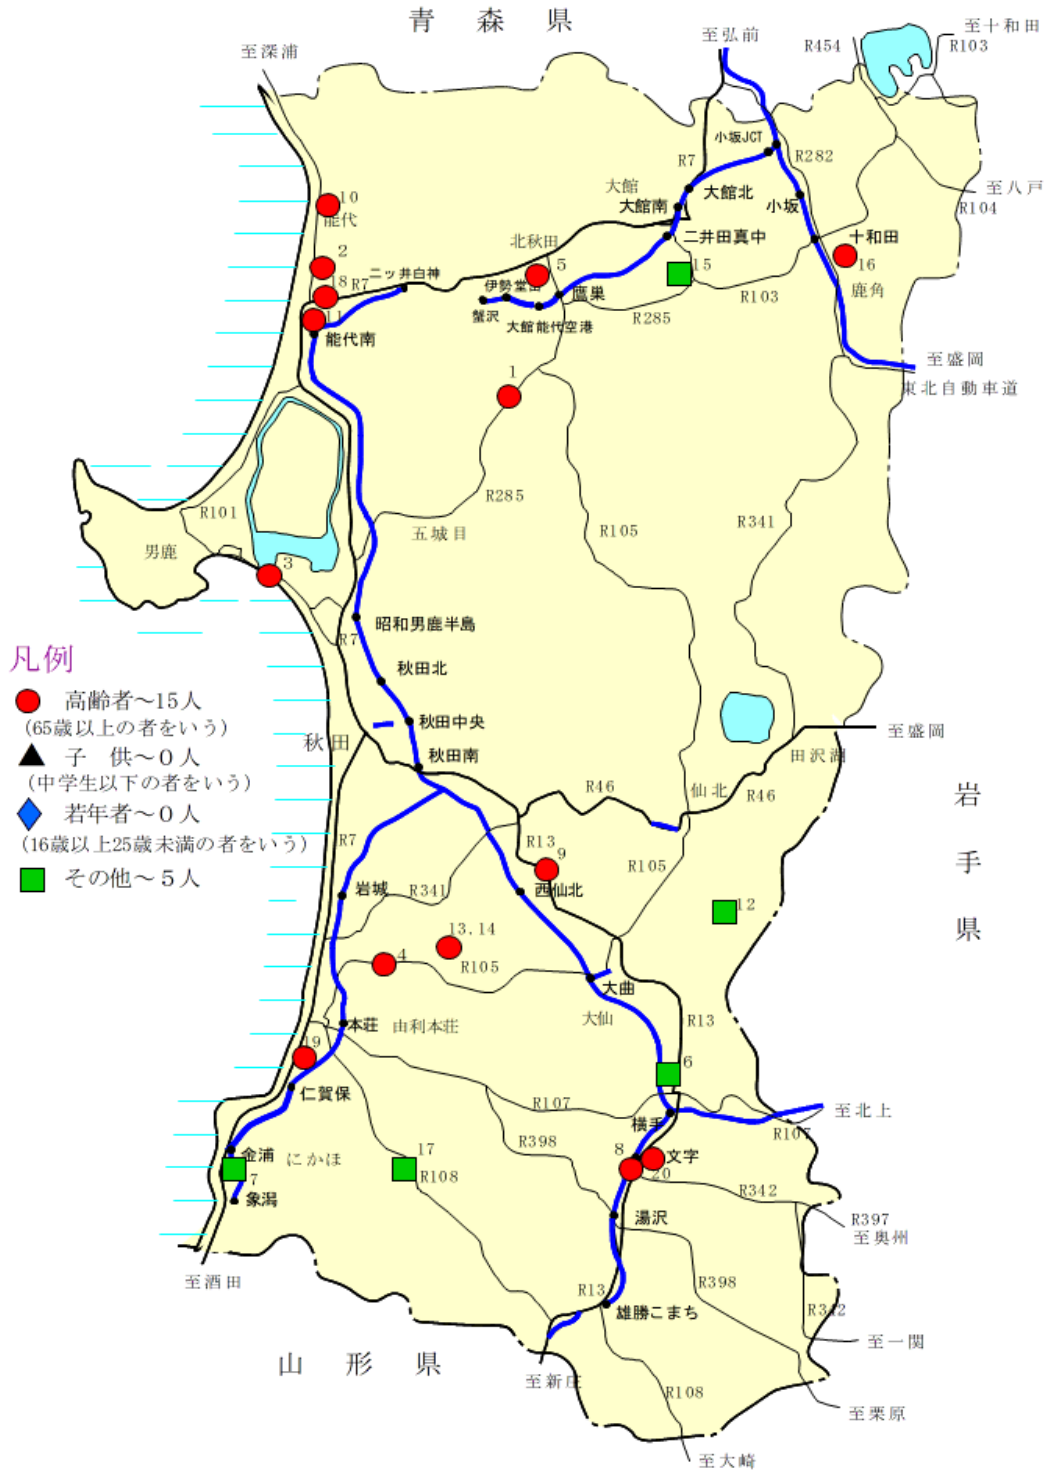 青森県
至深浦
至弘前
至十和田
R454
R103
小坂JCT
R282
R7
大館
大館北
大館南
小坂
至八戸
R104
10
能代
北秋田
二井田真中
十和田
2
18
R7
二ッ井白神
5
15
16
鹿角
伊勢堂岱
鷹巣
R103
蟹沢
大館能代空港
R285
11
能代南
至盛岡
東北自動車道
1
R285
R101
五城目
R105
R341
男鹿
3
昭和男鹿半島
R7
凡例
秋田北
高齢者～15人
(65歳以上の者をいう)
秋田中央
秋田
秋田南
至盛岡
田沢湖
子 供～０人
(中学生以下の者をいう)
若年者～０人
(16歳以上25歳未満の者をいう)
その他～５人
R46
仙北
R46
岩手県
R7
R13
9
R105
岩城
R341
西仙北
12
13.14
4
R105
大曲
大仙
R13
本荘
由利本荘
19
6
仁賀保
R107
横手
至北上
R107
R398
金浦
にかほ
17
R108
7
象潟
8
文字
20
R342
湯沢
R397
至奥州
至酒田
R13
R398
雄勝こまち
R342
至一関
山形県
至新庄
R108
至栗原
至大崎